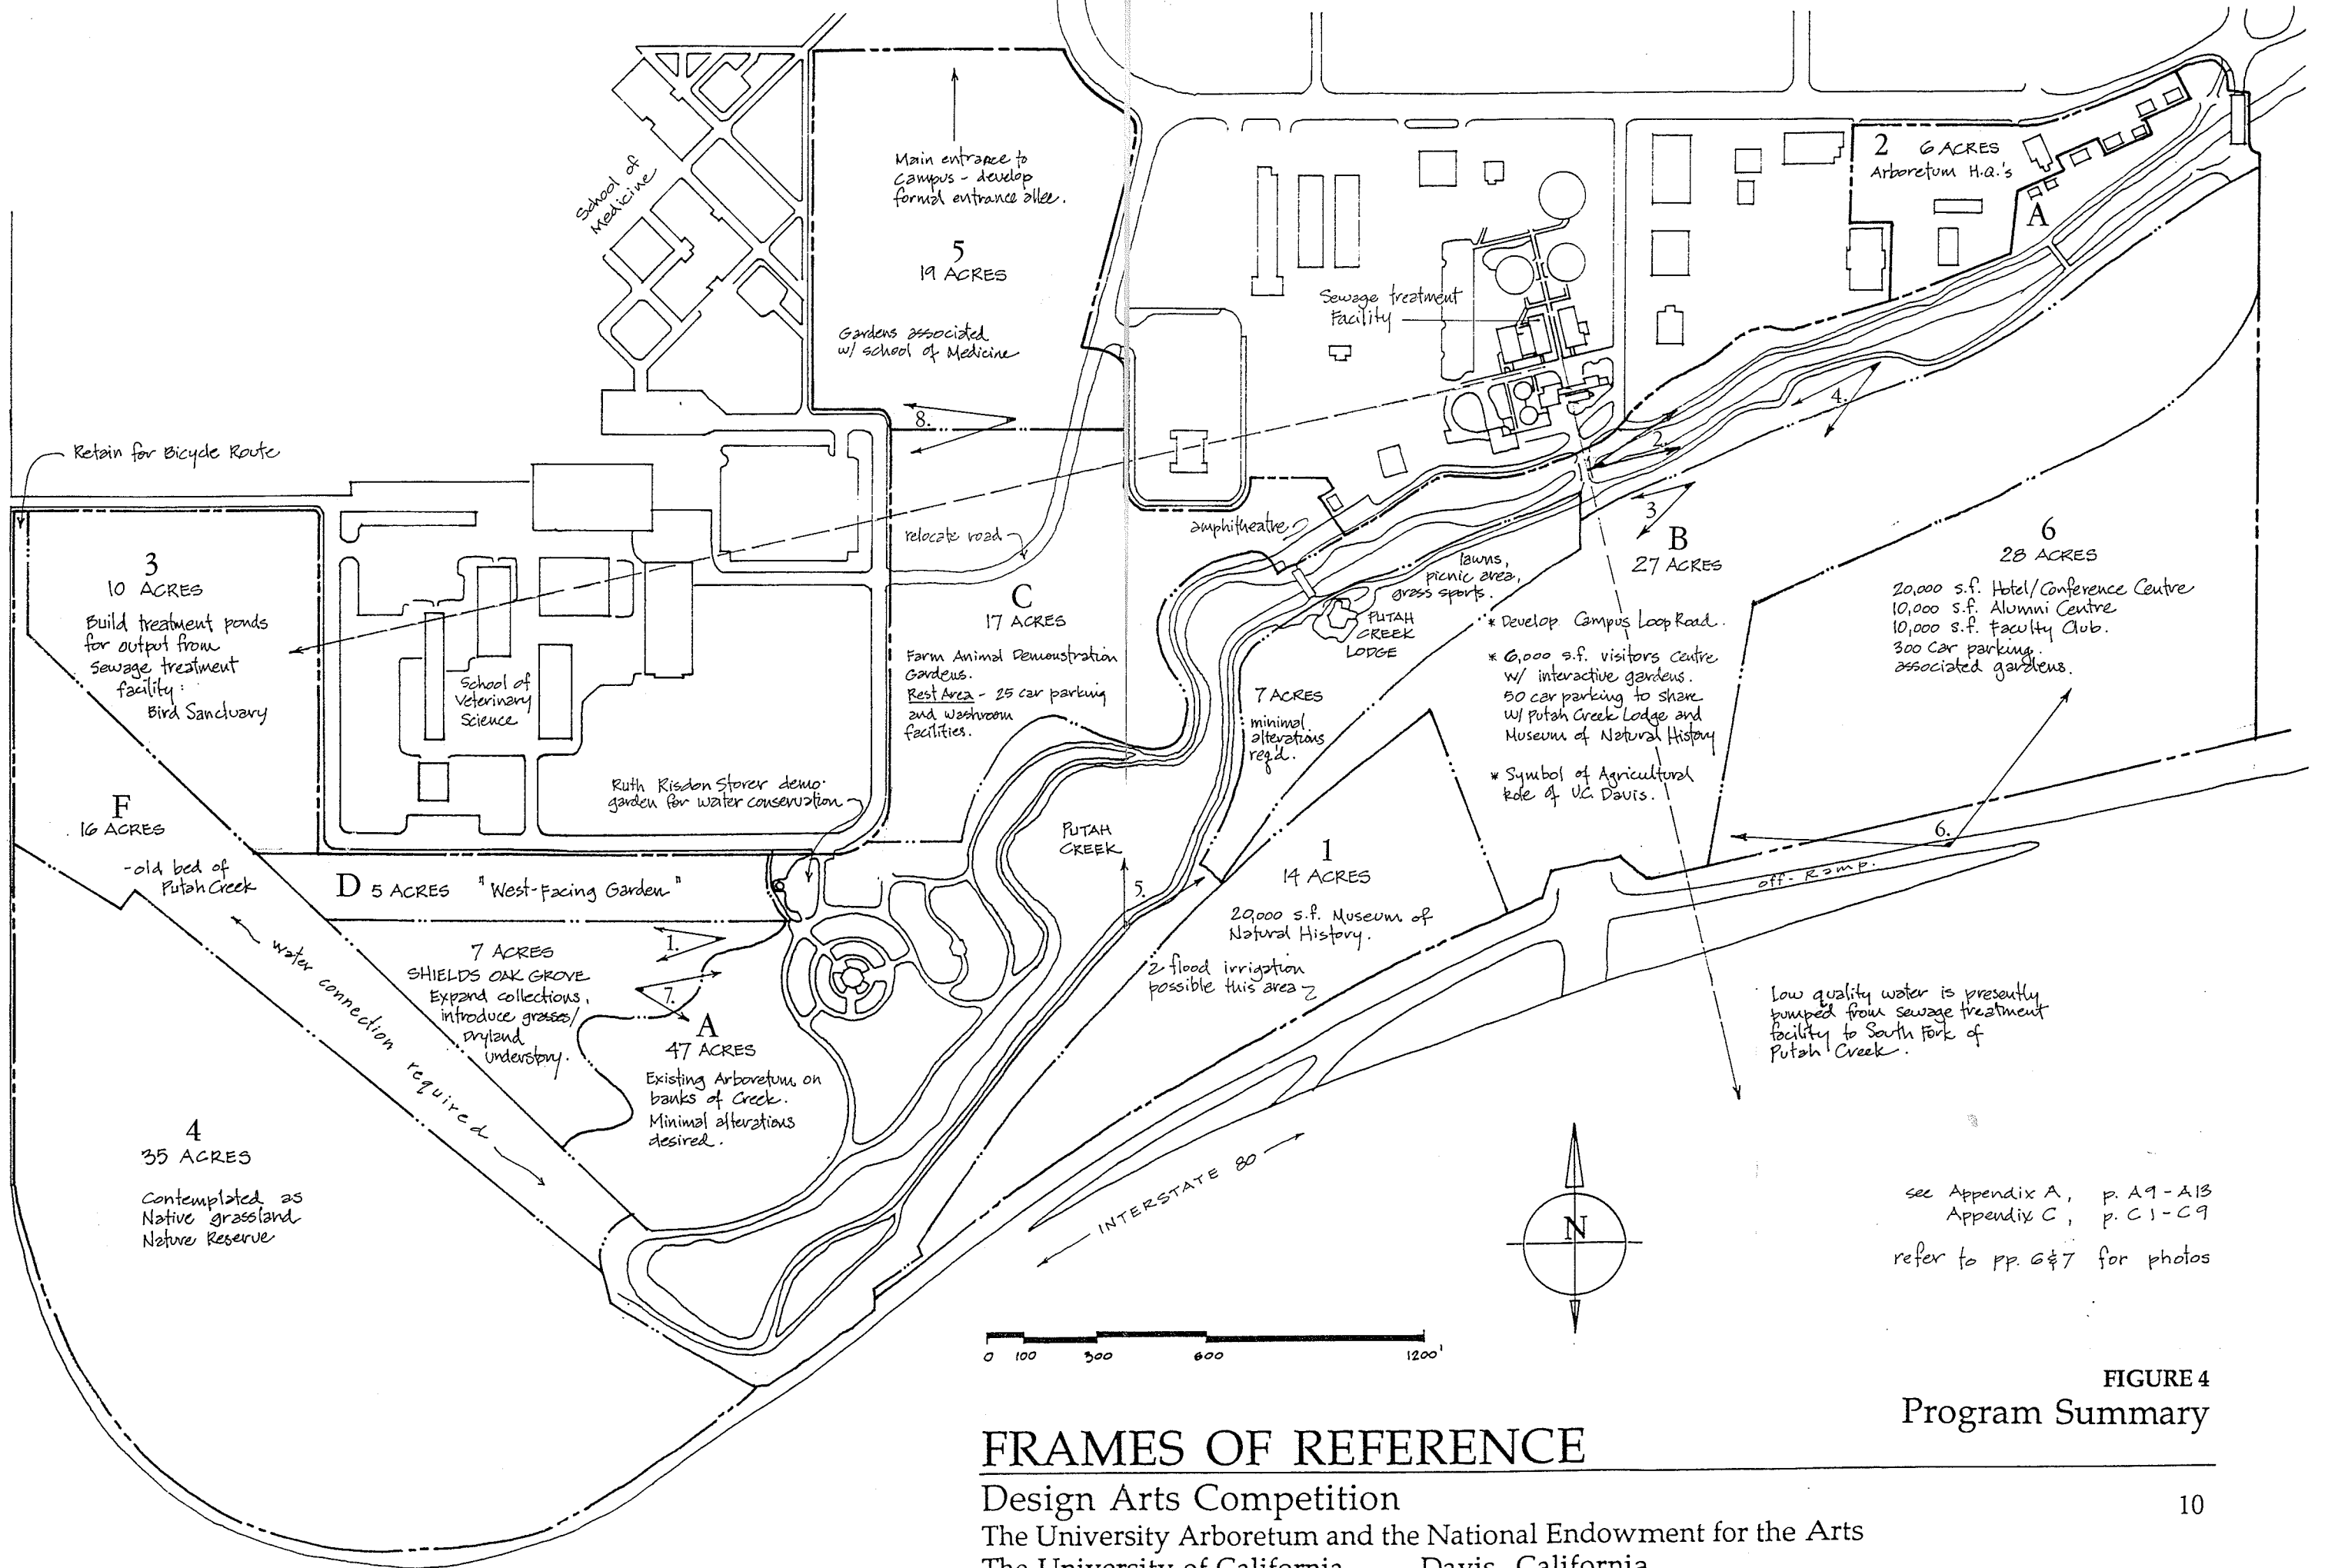 School of
Medicine
Main entrance to
Campus - develop
formal entrance allee.
5
19 ACRES
Gardens associated
w/ school of Medicine
8.
Sewage treatment
Facility
2 6 ACRES
Arboretum H.Q.'s
A
4.
2.
3
Retain for Bicycle Route
3
10 ACRES
Build treatment ponds
for output from
Sewage treatment
facility:
Bird Sanctuary
School of
Veterinary
Science
relocate road
amphitheatre
C
17 ACRES
Farm Animal Demonstration
Gardens.
Rest Area - 25 car parking
and washroom
facilities.
lawns,
picnic area,
grass sports.
PUTAH
CREEK
LODGE
7 ACRES
minimal
alterations
req'd.
B
27 ACRES
* Develop Campus Loop Road.
* 6,000 s.f. visitors Centre
w/ interactive gardens.
50 car parking to share
w/ Putah Creek Lodge and
Museum of Natural History
* Symbol of Agricultural
Role of U.C. Davis.
6
28 ACRES
20,000 s.f. Hotel/Conference Centre
10,000 s.f. Alumni Centre
10,000 s.f. Faculty Club.
300 car parking.
associated gardens.
6.
off-Ramp.
Ruth Risdon Storer demo.
garden for water conservation
F
16 ACRES
-old bed of
Putah Creek
D 5 ACRES "West-Facing Garden"
PUTAH
CREEK
5.
1
14 ACRES
20,000 s.f. Museum of
Natural History.
flood irrigation
possible this area
1.
7 ACRES
SHIELDS OAK GROVE
Expand collections,
introduce grasses/
Dryland
understory.
7.
A
47 ACRES
Existing Arboretum on
banks of Creek.
Minimal alterations
desired.
water connection required
4
35 ACRES
Contemplated as
Native grassland
Nature Reserve
Low quality water is presently
pumped from sewage treatment
facility to South Fork of
Putah Creek.
INTERSTATE 80
N
see Appendix A, p. A9-A13
Appendix C, p. C1-C9
refer to pp. 6&7 for photos
0 100 300 600 1200'
FIGURE 4
Program Summary
FRAMES OF REFERENCE
Design Arts Competition
10
The University Arboretum and the National Endowment for the Arts
The University of California Davis, California